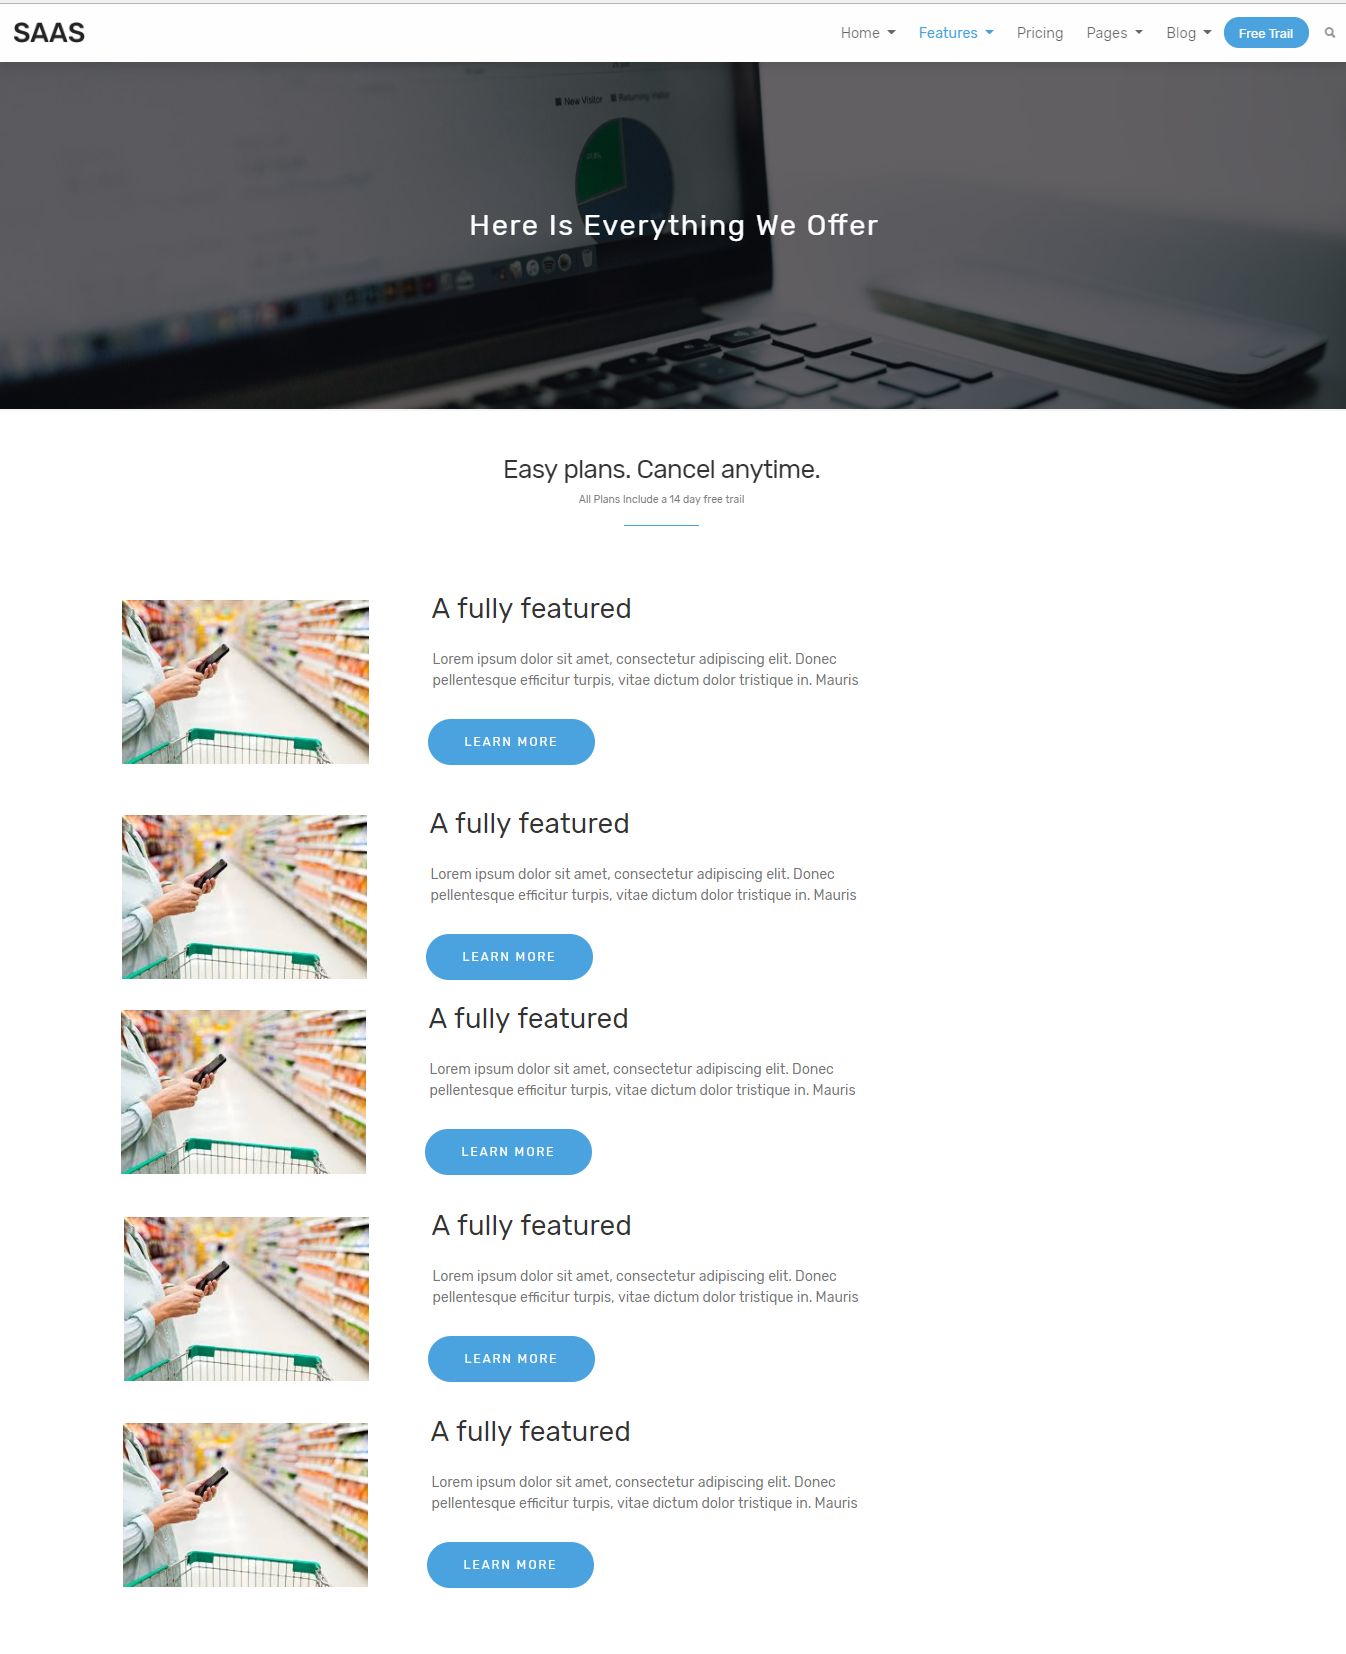 SAAS
Home
Features
Pricing
Pages
Blog
Free Trail
New Visitor
Returning Visitor
Here Is Everything We Offer
Easy plans. Cancel anytime.
All Plans Include a 14 day free trail
A fully featured
Lorem ipsum dolor sit amet, consectetur adipiscing elit. Donec
pellentesque efficitur turpis, vitae dictum dolor tristique in. Mauris
LEARN MORE
A fully featured
Lorem ipsum dolor sit amet, consectetur adipiscing elit. Donec
pellentesque efficitur turpis, vitae dictum dolor tristique in. Mauris
LEARN MORE
A fully featured
Lorem ipsum dolor sit amet, consectetur adipiscing elit. Donec
pellentesque efficitur turpis, vitae dictum dolor tristique in. Mauris
LEARN MORE
A fully featured
Lorem ipsum dolor sit amet, consectetur adipiscing elit. Donec
pellentesque efficitur turpis, vitae dictum dolor tristique in. Mauris
LEARN MORE
A fully featured
Lorem ipsum dolor sit amet, consectetur adipiscing elit. Donec
pellentesque efficitur turpis, vitae dictum dolor tristique in. Mauris
LEARN MORE